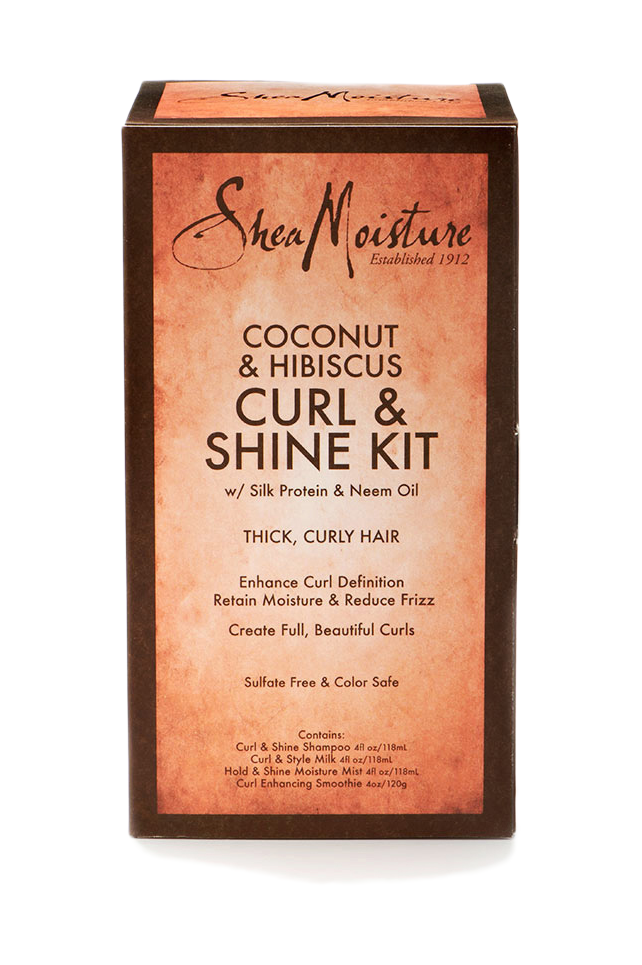 SheaMoisture
SheaMoisture
Established 1912
COCONUT
& HIBISCUS
CURL &
SHINE KIT
w/ Silk Protein & Neem Oil
THICK, CURLY HAIR
Enhance Curl Definition
Retain Moisture & Reduce Frizz
Create Full, Beautiful Curls
Sulfate Free & Color Safe
Contains:
Curl & Shine Shampoo 4fl oz/118mL
Curl & Style Milk 4fl oz/118mL
Hold & Shine Moisture Mist 4fl oz/118mL
Curl Enhancing Smoothie 4oz/120g